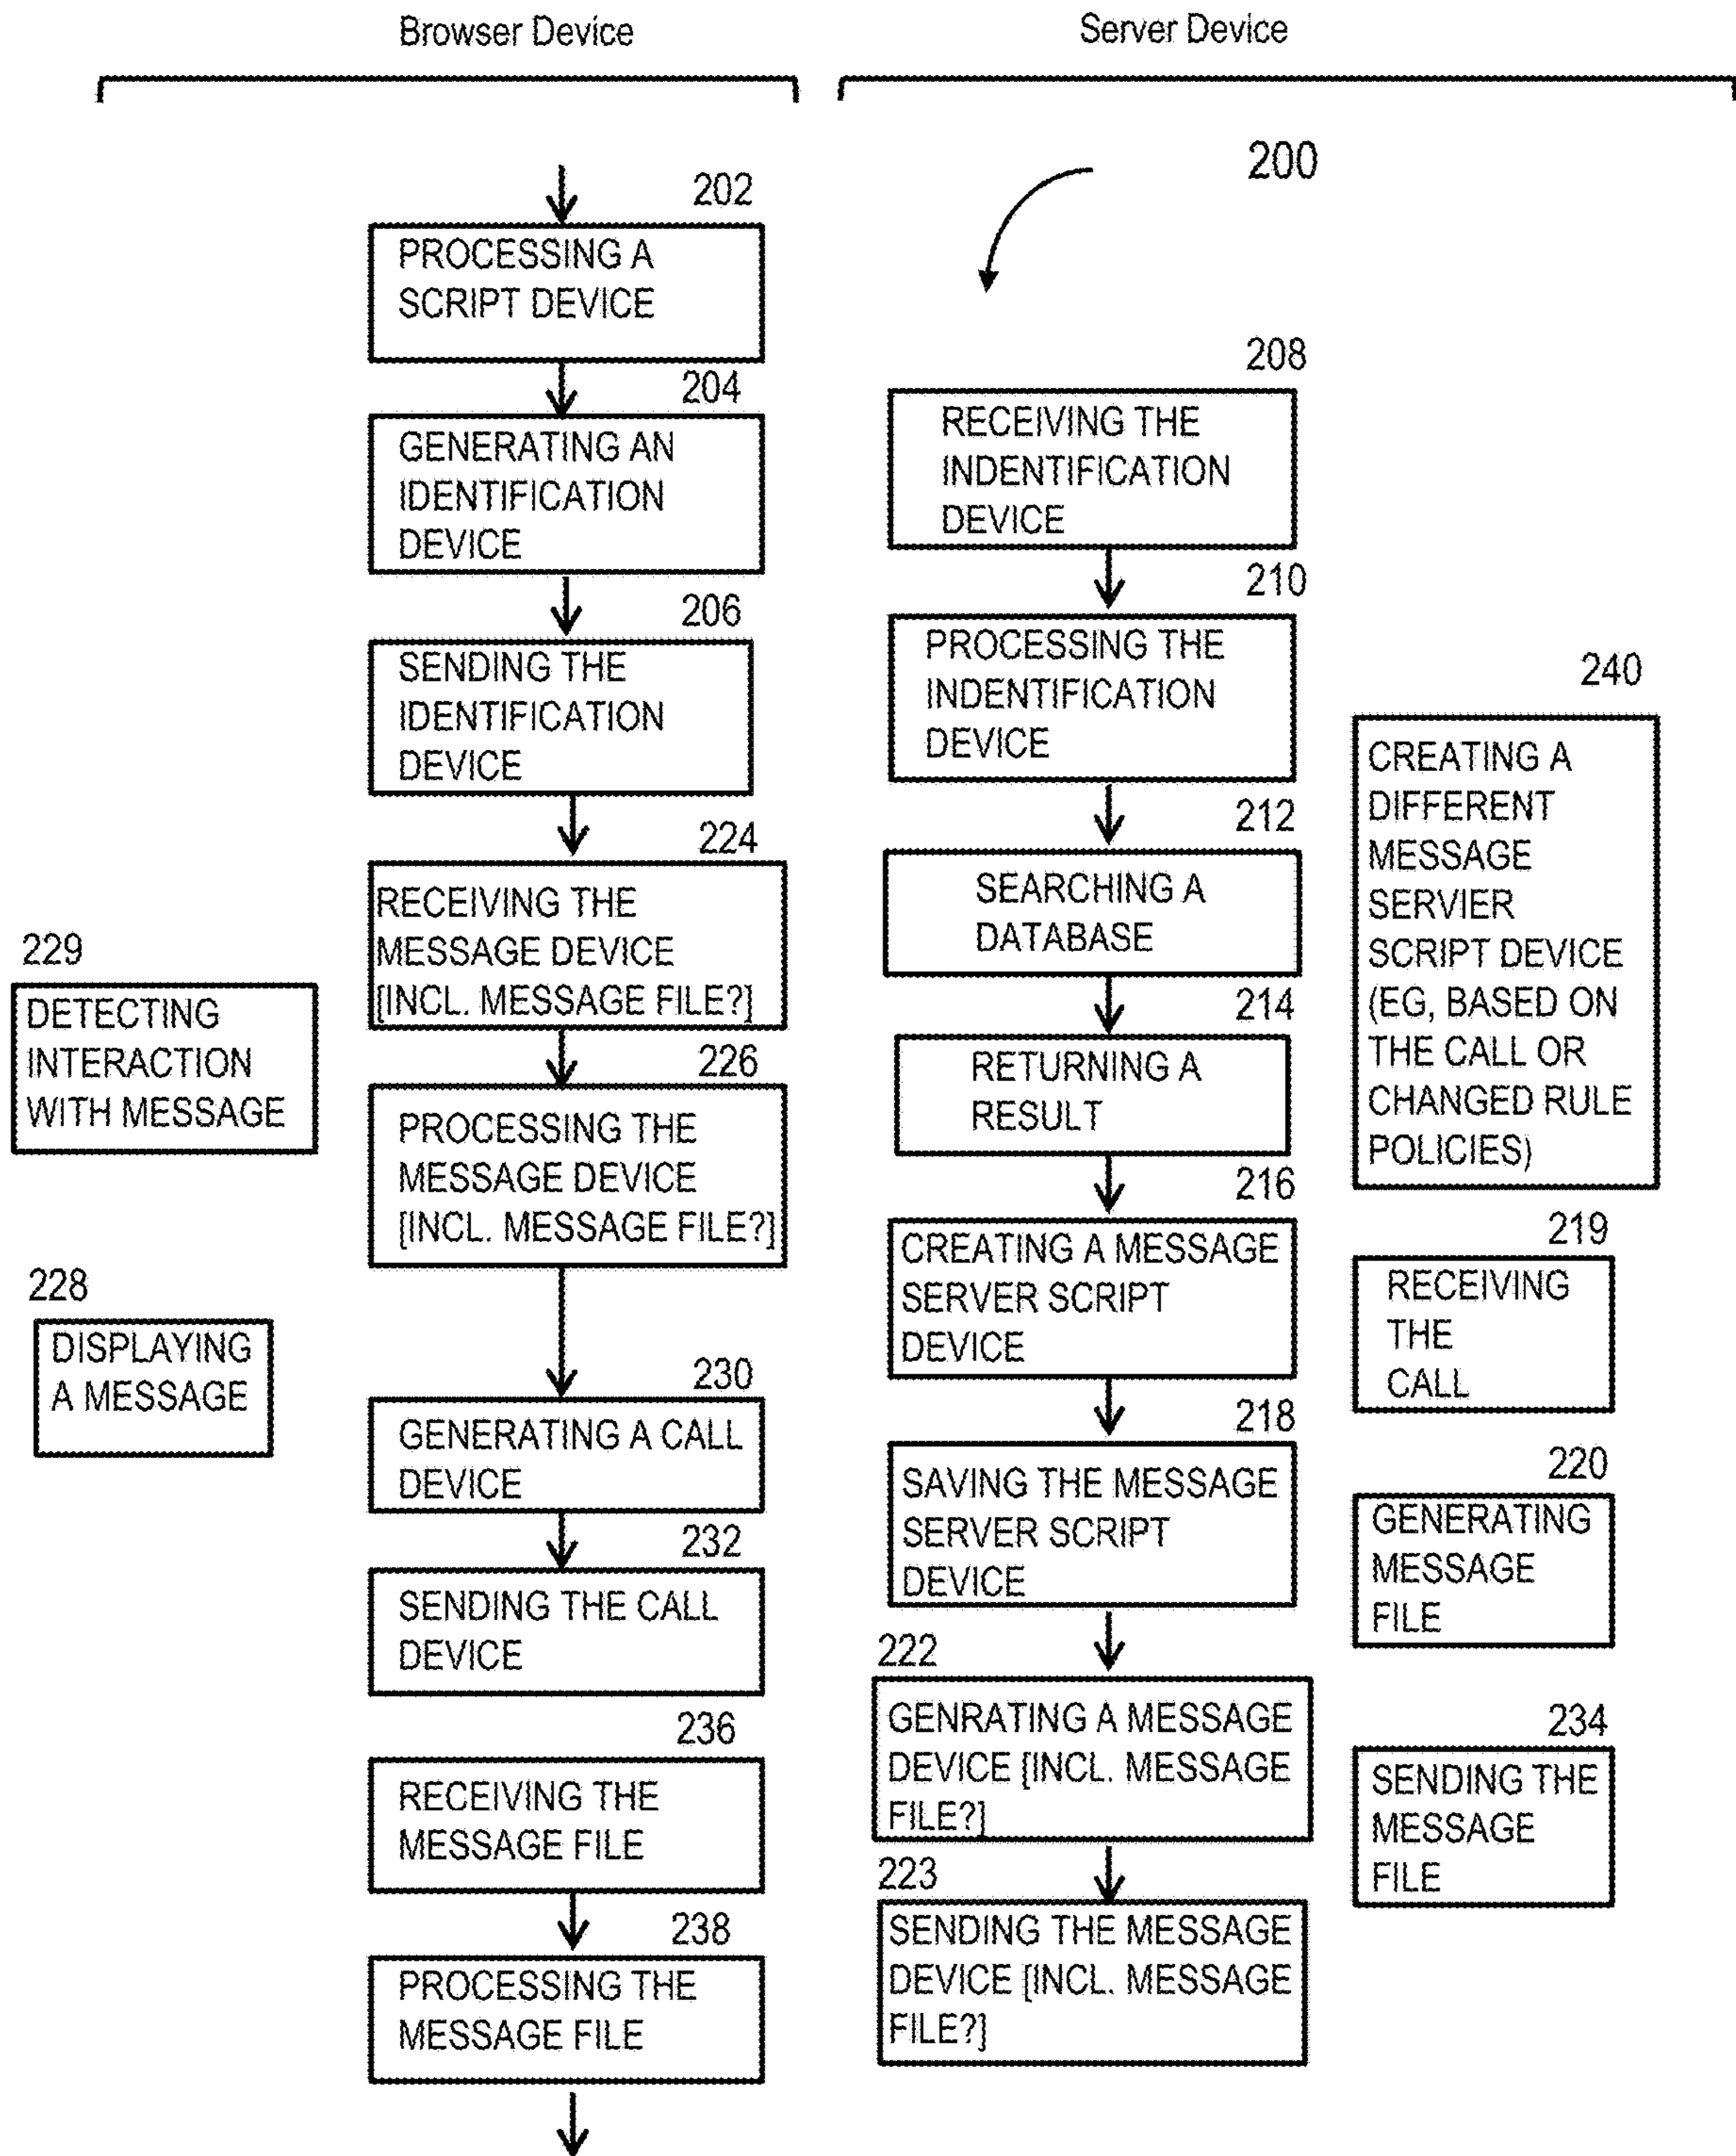 Browser Device
Server Device
200
202
PROCESSING A
SCRIPT DEVICE
204
GENERATING AN
IDENTIFICATION
DEVICE
206
SENDING THE
IDENTIFICATION
DEVICE
224
RECEIVING THE
MESSAGE DEVICE
[INCL. MESSAGE FILE?]
229
DETECTING
INTERACTION
WITH MESSAGE
226
PROCESSING THE
MESSAGE DEVICE
[INCL. MESSAGE FILE?]
228
DISPLAYING
A MESSAGE
230
GENERATING A CALL
DEVICE
232
SENDING THE CALL
DEVICE
236
RECEIVING THE
MESSAGE FILE
238
PROCESSING THE
MESSAGE FILE
208
RECEIVING THE
INDENTIFICATION
DEVICE
210
PROCESSING THE
INDENTIFICATION
DEVICE
212
SEARCHING A
DATABASE
214
RETURNING A
RESULT
216
CREATING A MESSAGE
SERVER SCRIPT
DEVICE
218
SAVING THE MESSAGE
SERVER SCRIPT
DEVICE
222
GENRATING A MESSAGE
DEVICE [INCL. MESSAGE
FILE?]
223
SENDING THE MESSAGE
DEVICE [INCL. MESSAGE
FILE?]
240
CREATING A
DIFFERENT
MESSAGE
SERVIER
SCRIPT DEVICE
(EG, BASED ON
THE CALL OR
CHANGED RULE
POLICIES)
219
RECEIVING
THE
CALL
220
GENERATING
MESSAGE
FILE
234
SENDING THE
MESSAGE
FILE